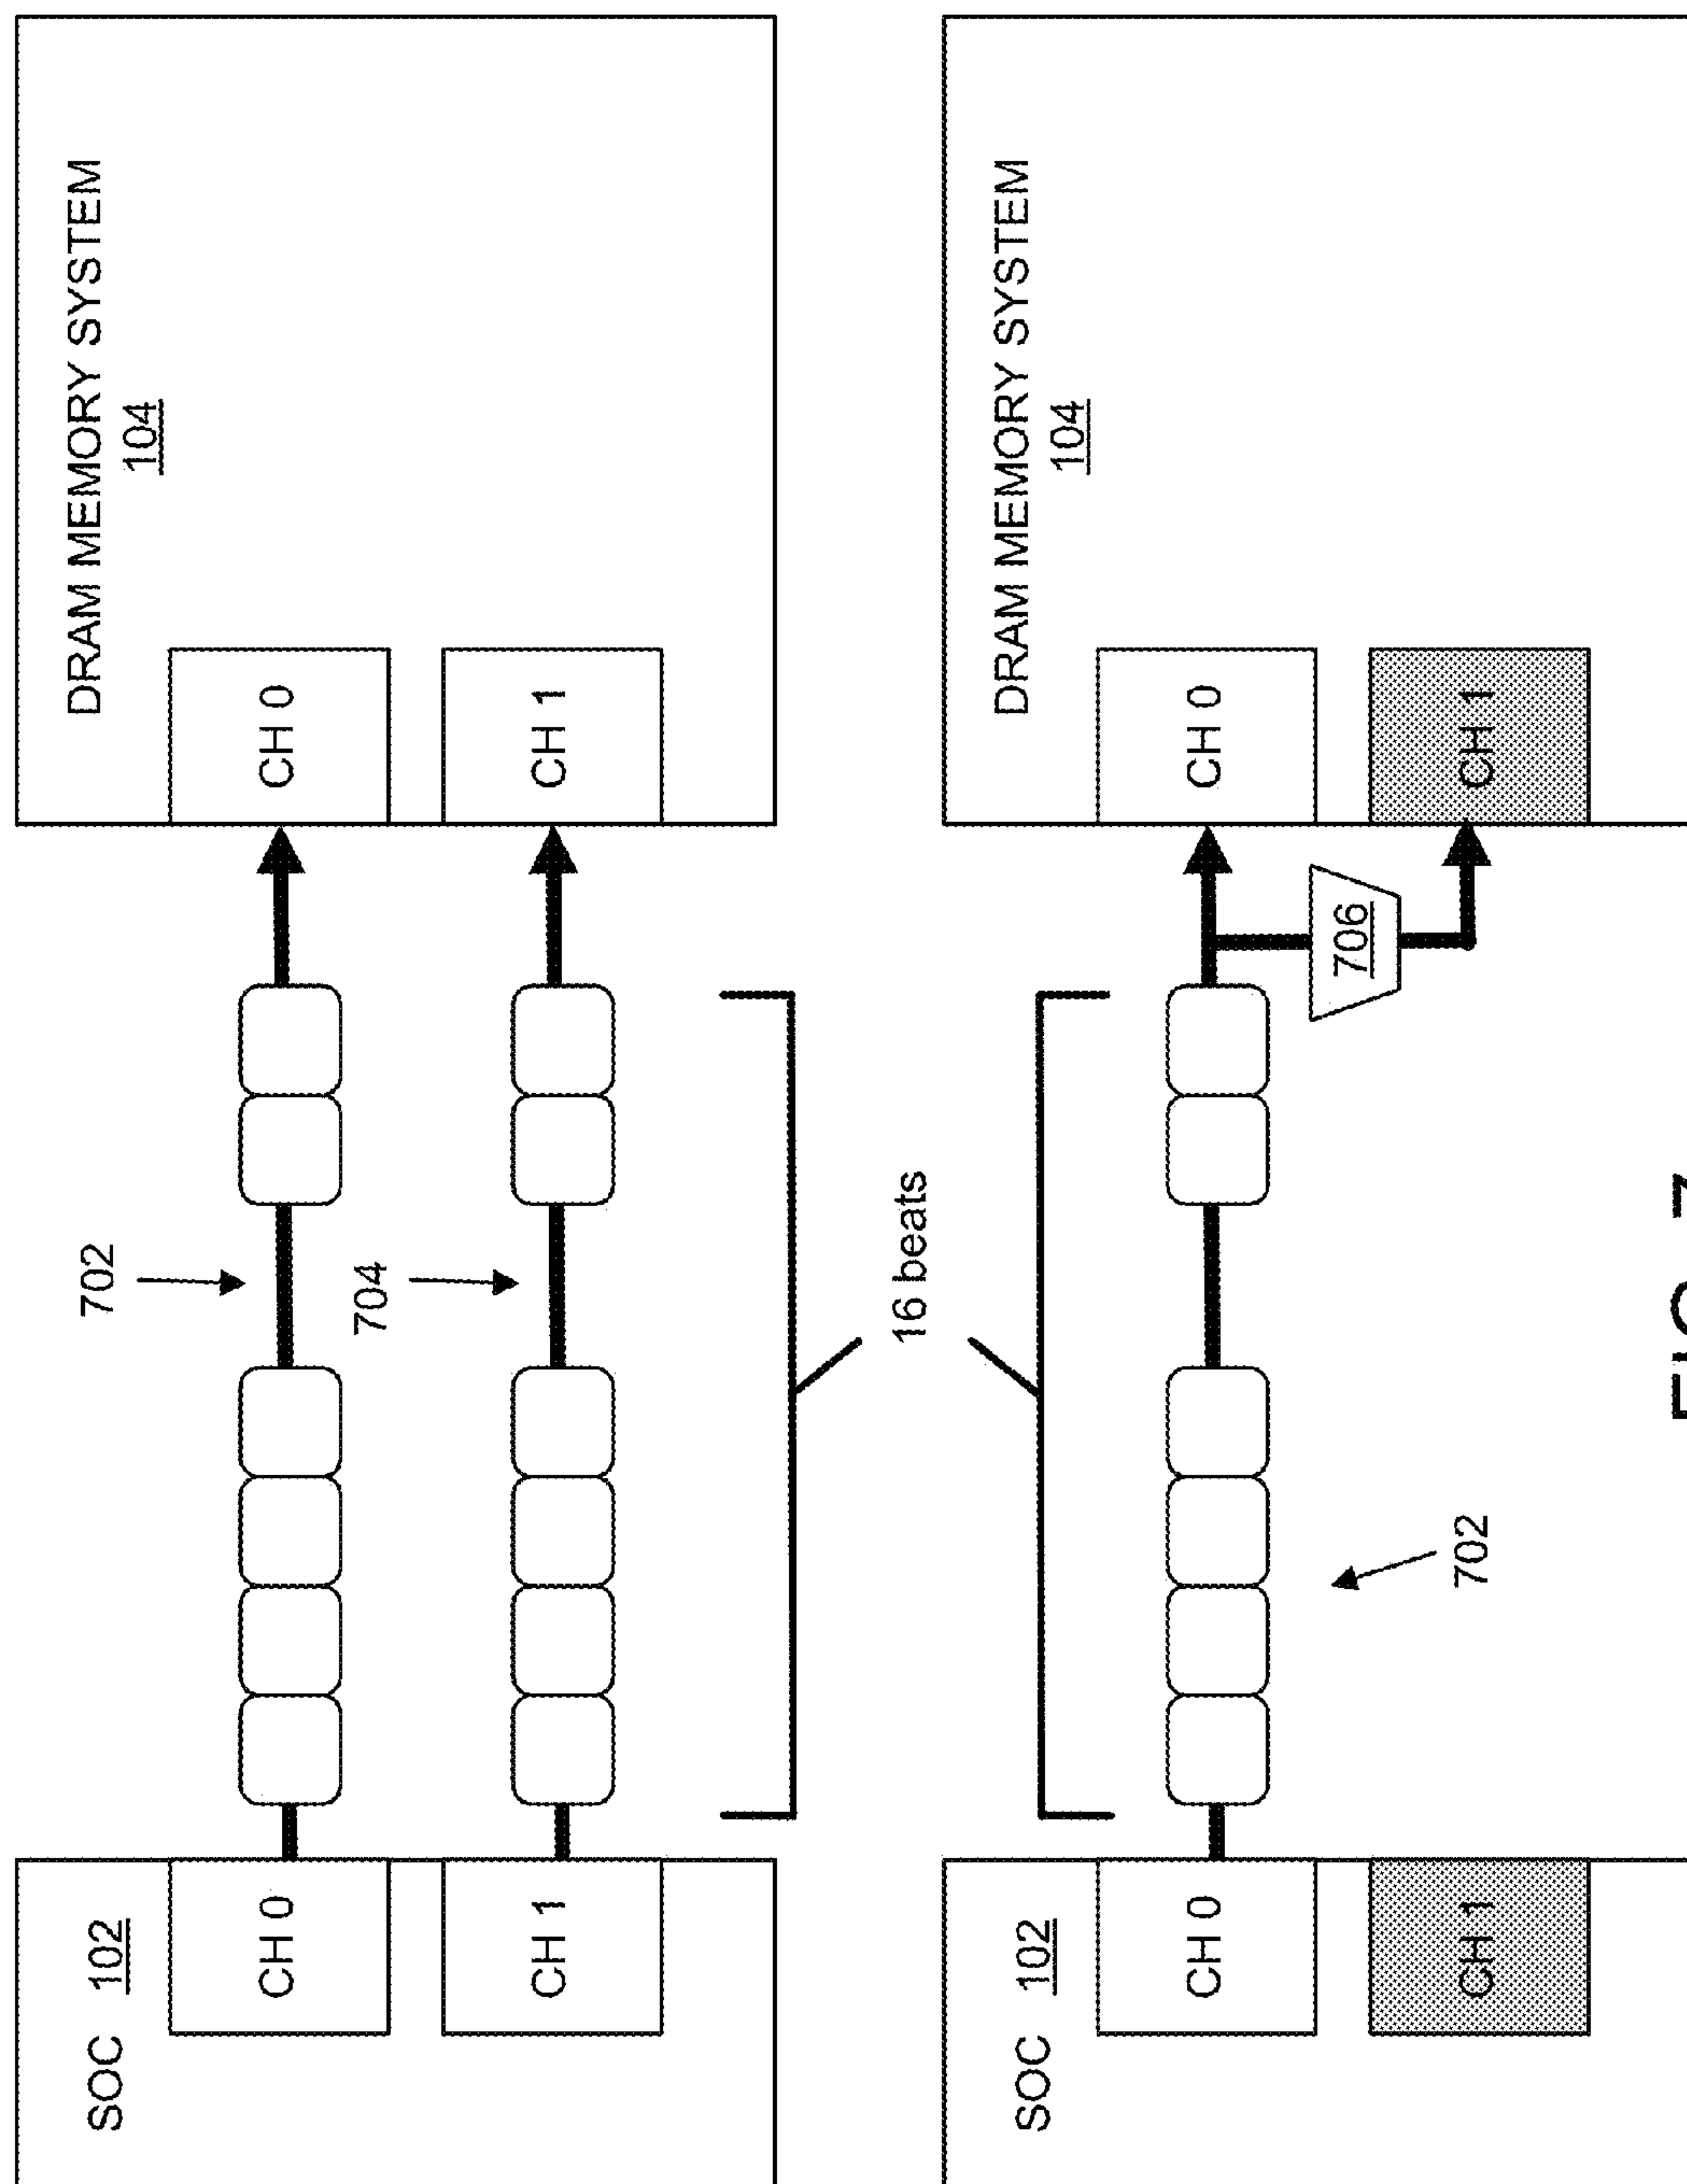 SOC 102
702
DRAM MEMORY SYSTEM
104
CH 0
CH 0
704
CH 1
CH 1
16 beats
SOC 102
DRAM MEMORY SYSTEM
104
CH 0
CH 0
706
CH 1
702
CH 1